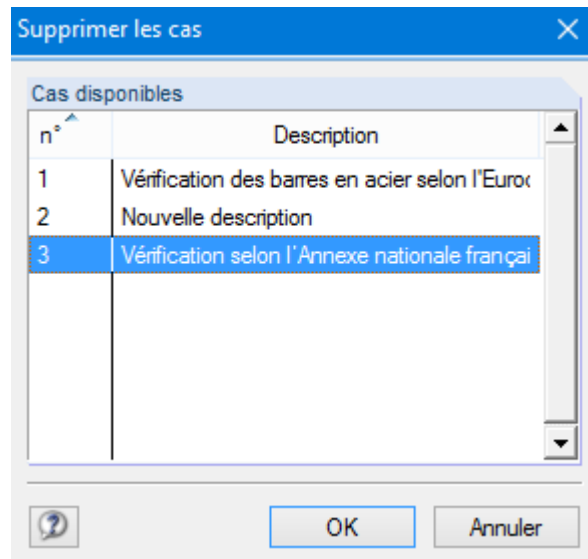 Supprimer les cas
Cas disponibles
n° Description
1 Vérification des barres en acier selon l'Euroc
2 Nouvelle description
3 Vérification selon l'Annexe nationale françai
OK Annuler